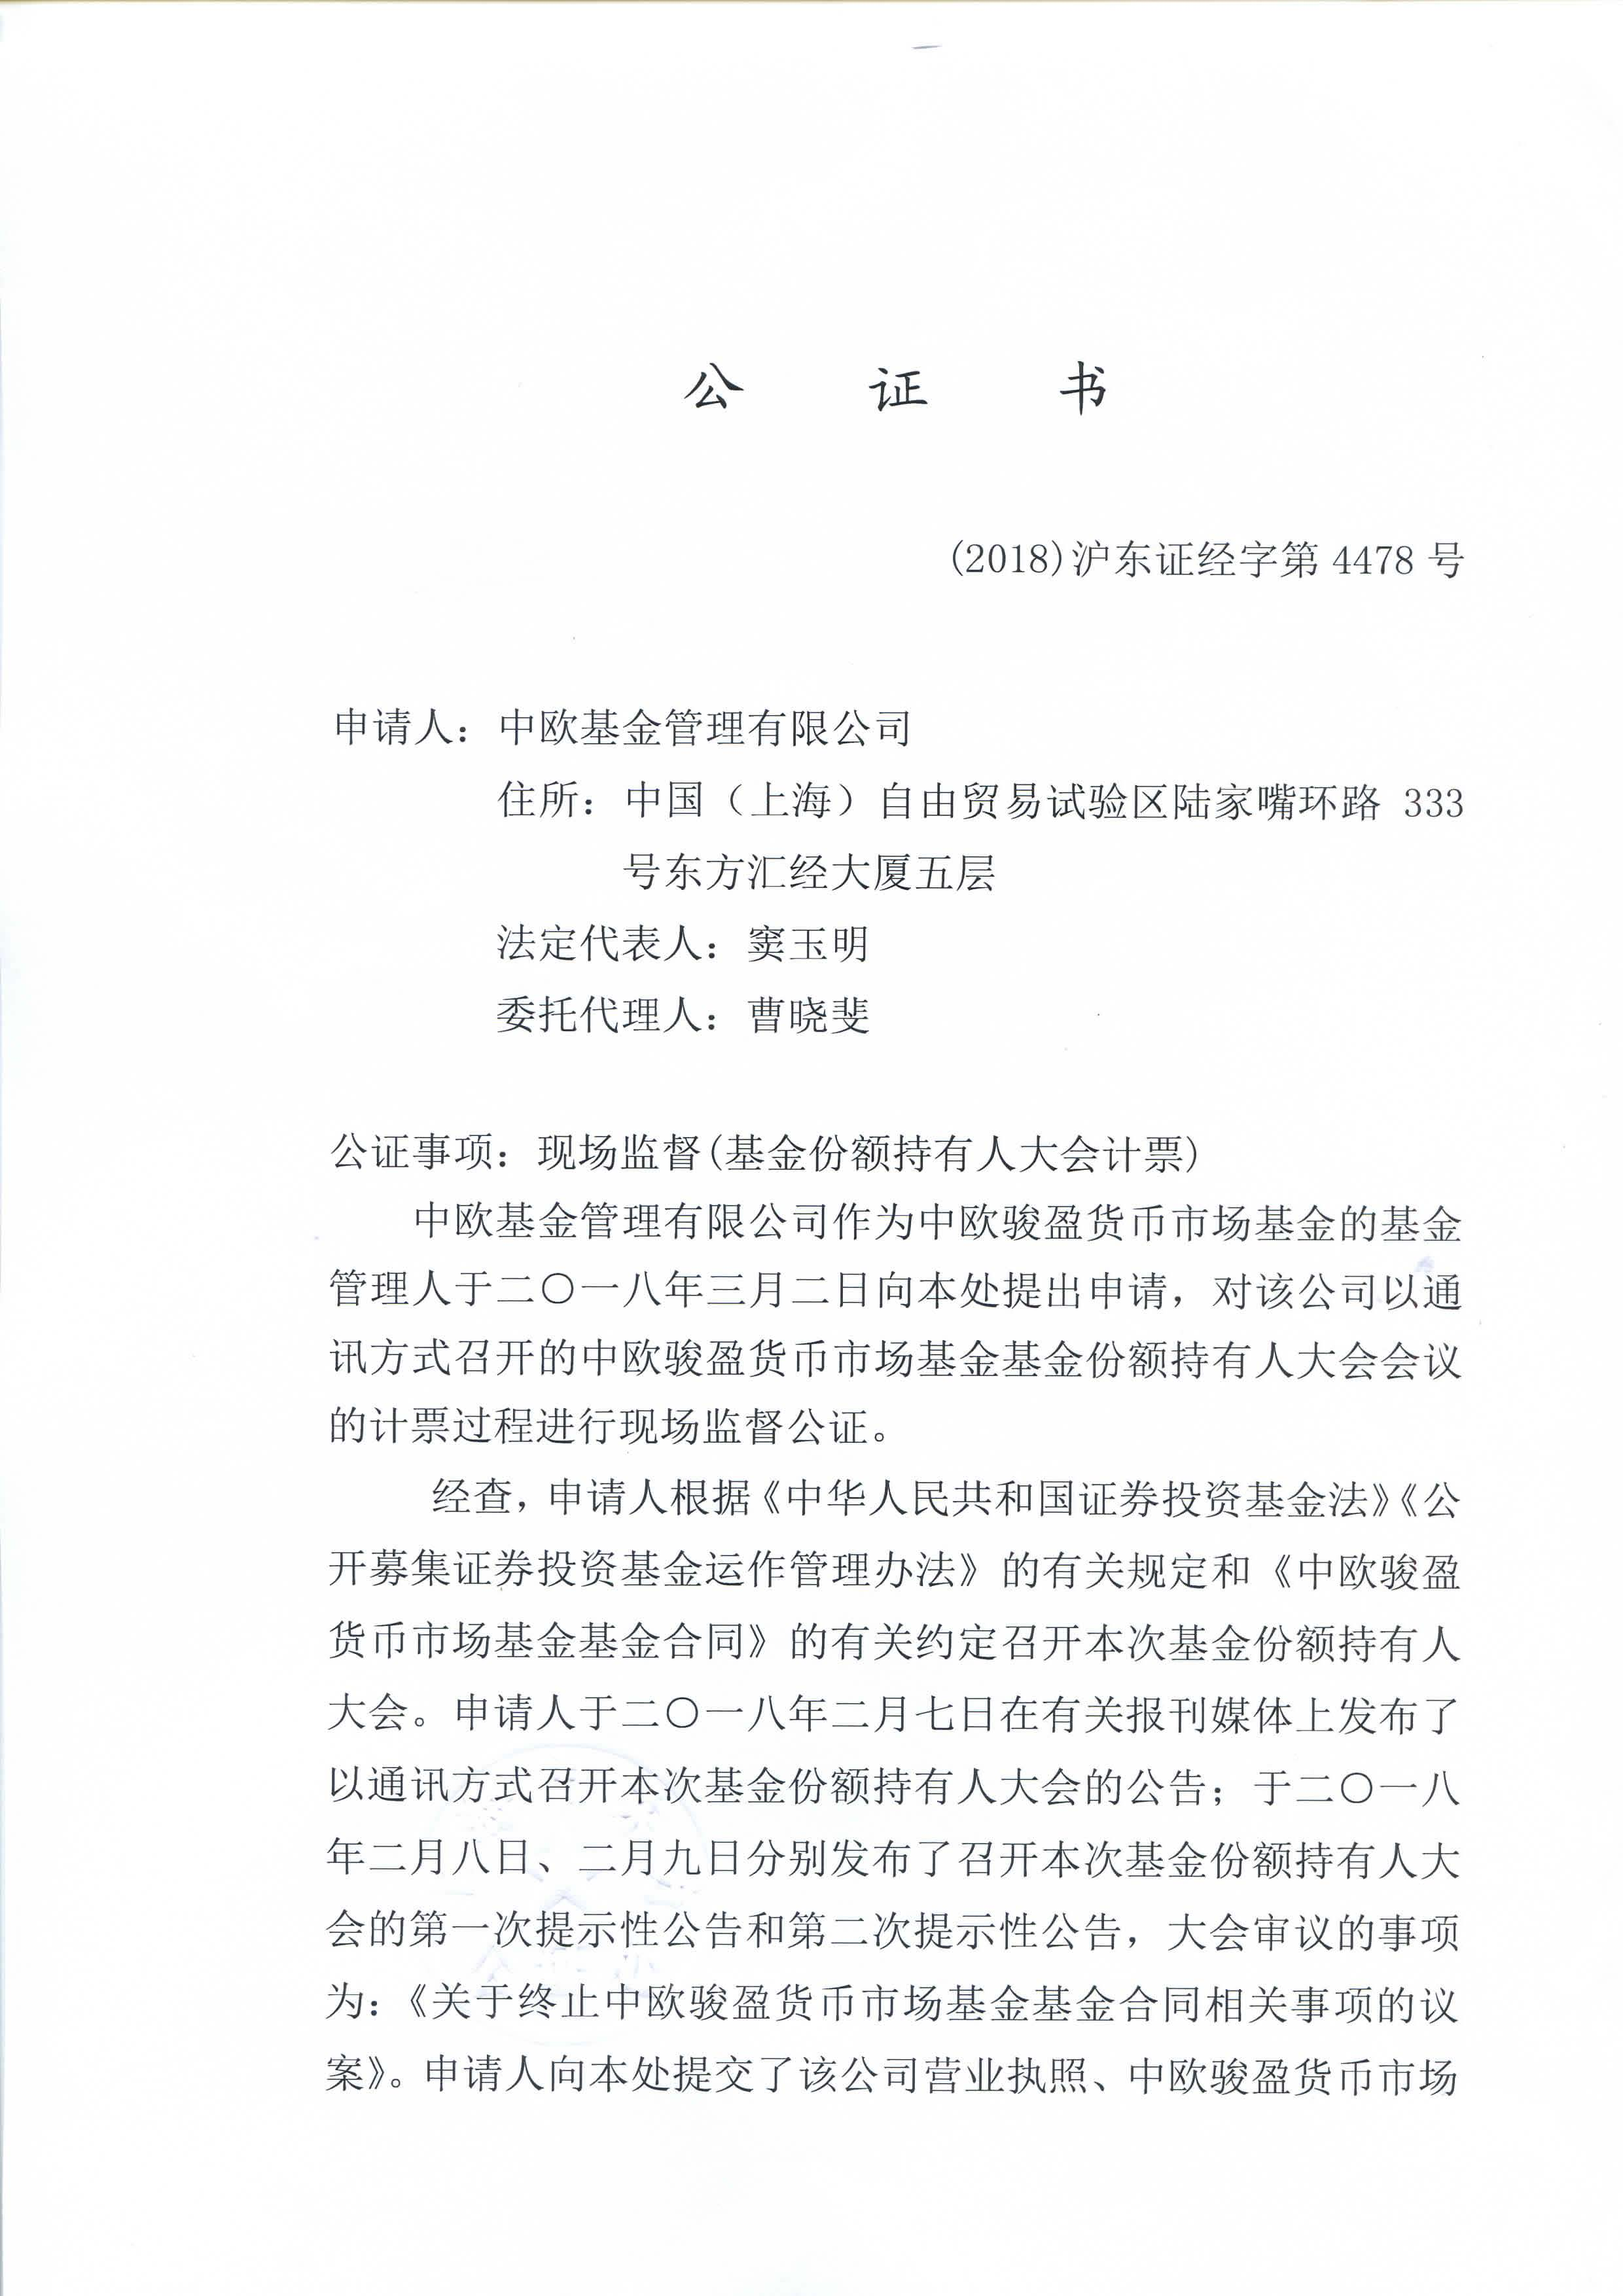 公 证 书
(2018)沪东证经字第 4478 号
申请人：中欧基金管理有限公司
住所：中国（上海）自由贸易试验区陆家嘴环路 333
号东方汇经大厦五层
法定代表人：窦玉明
委托代理人：曹晓斐
公证事项：现场监督(基金份额持有人大会计票)
中欧基金管理有限公司作为中欧骏盈货币市场基金的基金
管理人于二〇一八年三月二日向本处提出申请，对该公司以通
讯方式召开的中欧骏盈货币市场基金基金份额持有人大会会议
的计票过程进行现场监督公证。
经查，申请人根据《中华人民共和国证券投资基金法》《公
开募集证券投资基金运作管理办法》的有关规定和《中欧骏盈
货币市场基金基金合同》的有关约定召开本次基金份额持有人
大会。申请人于二〇一八年二月七日在有关报刊媒体上发布了
以通讯方式召开本次基金份额持有人大会的公告；于二〇一八
年二月八日、二月九日分别发布了召开本次基金份额持有人大
会的第一次提示性公告和第二次提示性公告，大会审议的事项
为：《关于终止中欧骏盈货币市场基金基金合同相关事项的议
案》。申请人向本处提交了该公司营业执照、中欧骏盈货币市场